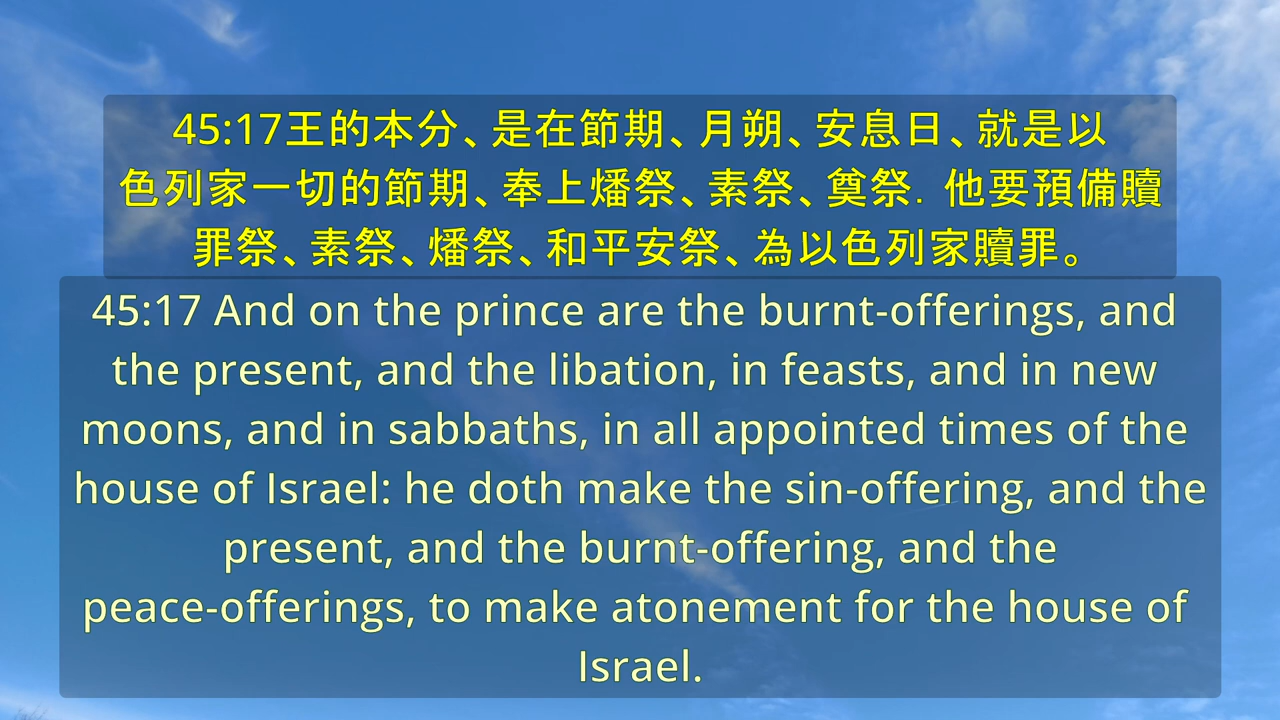 45:17王的本分、是在節期、月朔、安息日、就是以
色列家一切的節期、奉上燔祭、素祭、奠祭．他要預備贖
罪祭、素祭、燔祭、和平安祭、為以色列家贖罪。
45:17 And on the prince are the burnt-offerings, and
the present, and the libation, in feasts, and in new
moons, and in sabbaths, in all appointed times of the
house of Israel: he doth make the sin-offering, and the
present, and the burnt-offering, and the
peace-offerings, to make atonement for the house of
Israel.